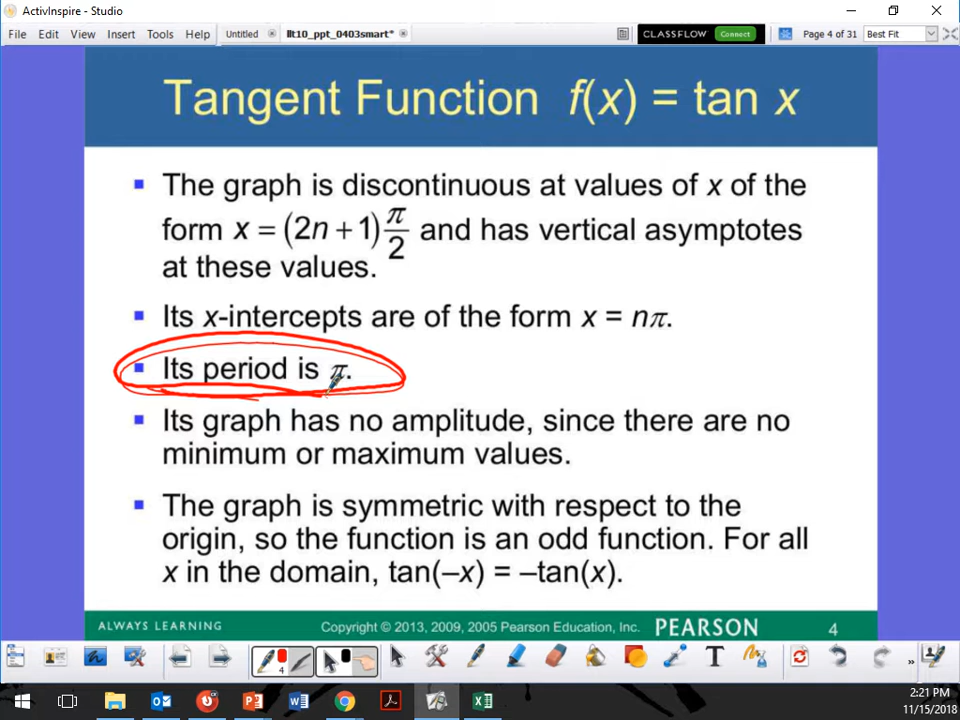 ActivInspire - Studio
File Edit View Insert Tools Help Untitled llt10_ppt_0403smart* CLASSFLOW Connect Page 4 of 31 Best Fit
Tangent Function f(x) = tan x
The graph is discontinuous at values of x of the
form x = (2n + 1) π/2 and has vertical asymptotes
at these values.
Its x-intercepts are of the form x = nπ.
Its period is π.
Its graph has no amplitude, since there are no
minimum or maximum values.
The graph is symmetric with respect to the
origin, so the function is an odd function. For all
x in the domain, tan(–x) = –tan(x).
ALWAYS LEARNING Copyright © 2013, 2009, 2005 Pearson Education, Inc. PEARSON 4
4 T
2:21 PM
11/15/2018